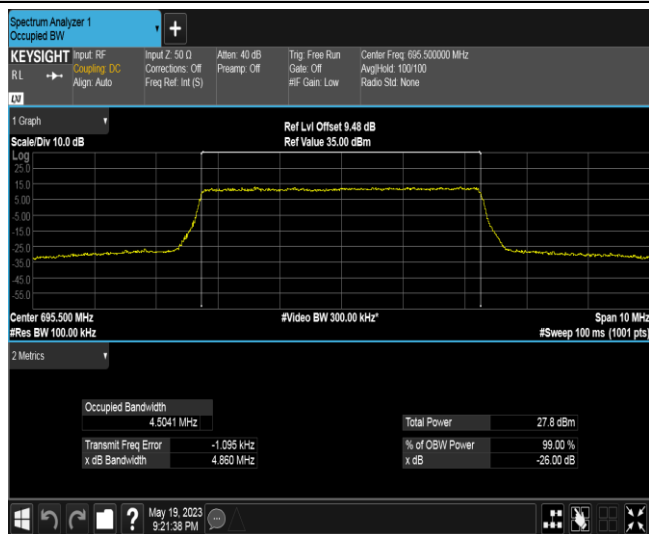 Spectrum Analyzer 1
Occupied BW
+
KEYSIGHT Input: RF Input Z: 50 Ω Atten: 40 dB Trig: Free Run Center Freq: 695.500000 MHz
R L Coupling: DC Corrections: Off Preamp: Off Gate: Off Avg|Hold: 100/100
Align: Auto Freq Ref: Int (S) #IF Gain: Low Radio Std: None
LXI
1 Graph
Scale/Div 10.0 dB
Ref Lvl Offset 9.48 dB
Ref Value 35.00 dBm
Log
25.0
15.0
5.00
-5.00
-15.0
-25.0
-35.0
-45.0
-55.0
Center 695.500 MHz #Video BW 300.00 kHz* Span 10 MHz
#Res BW 100.00 kHz #Sweep 100 ms (1001 pts)
2 Metrics
Occupied Bandwidth
4.5041 MHz Total Power 27.8 dBm
Transmit Freq Error -1.095 kHz % of OBW Power 99.00 %
x dB Bandwidth 4.860 MHz x dB -26.00 dB
? May 19, 2023
9:21:38 PM